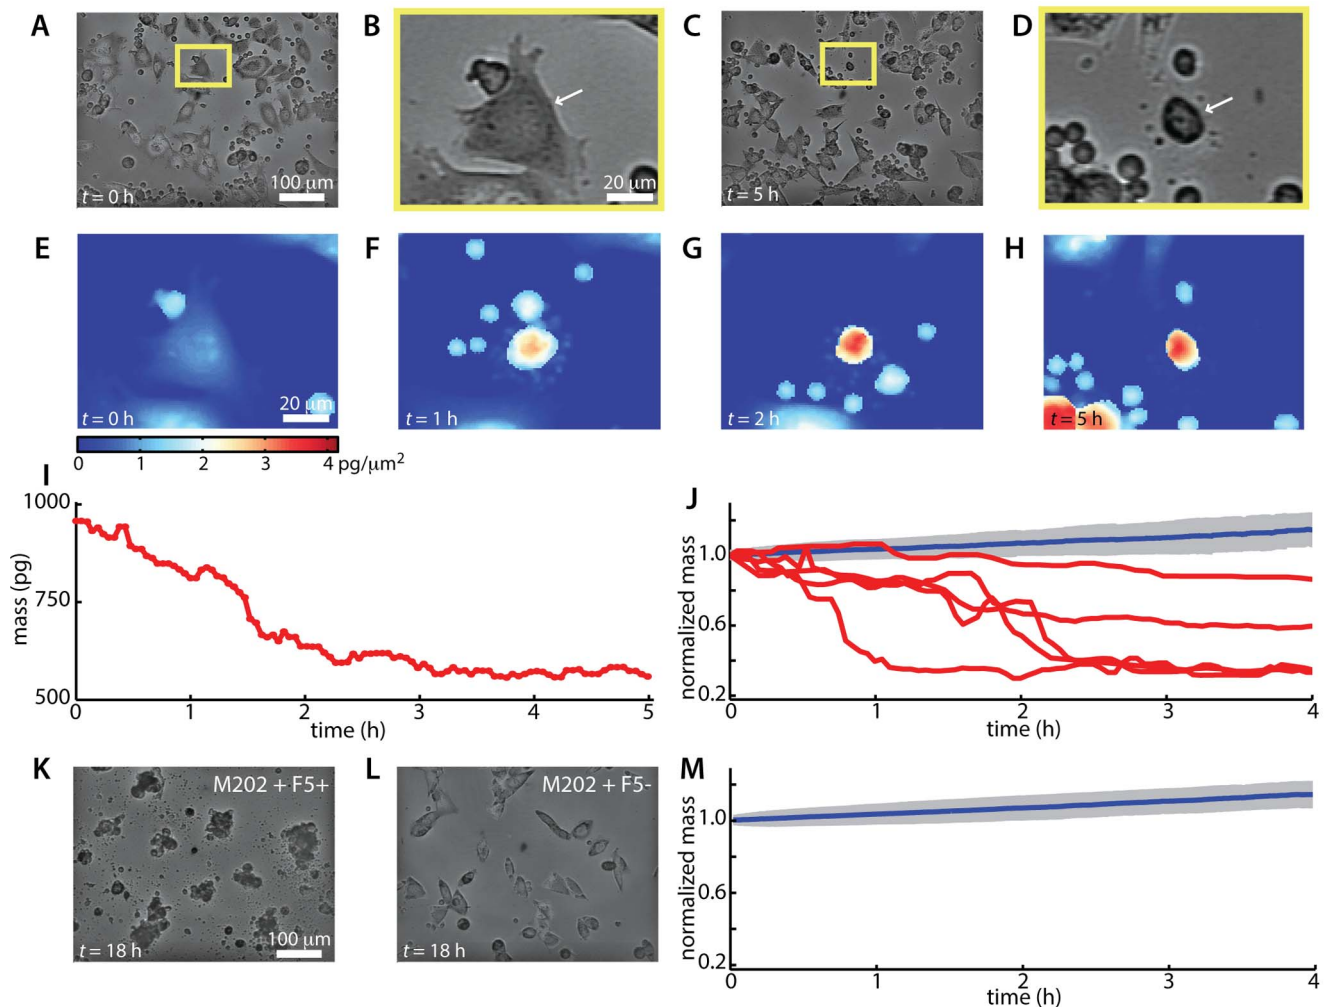 A
B
C
D
t = 0 h
100 μm
20 μm
t = 5 h
E
F
G
H
t = 0 h
20 μm
t = 1 h
t = 2 h
t = 5 h
0
1
2
3
4 pg/μm²
I
1000
750
500
mass (pg)
0
1
2
3
4
5
time (h)
J
1.0
0.6
0.2
normalized mass
0
1
2
3
4
time (h)
K
M202 + F5+
t = 18 h
100 μm
L
M202 + F5-
t = 18 h
M
1.0
0.6
0.2
normalized mass
0
1
2
3
4
time (h)